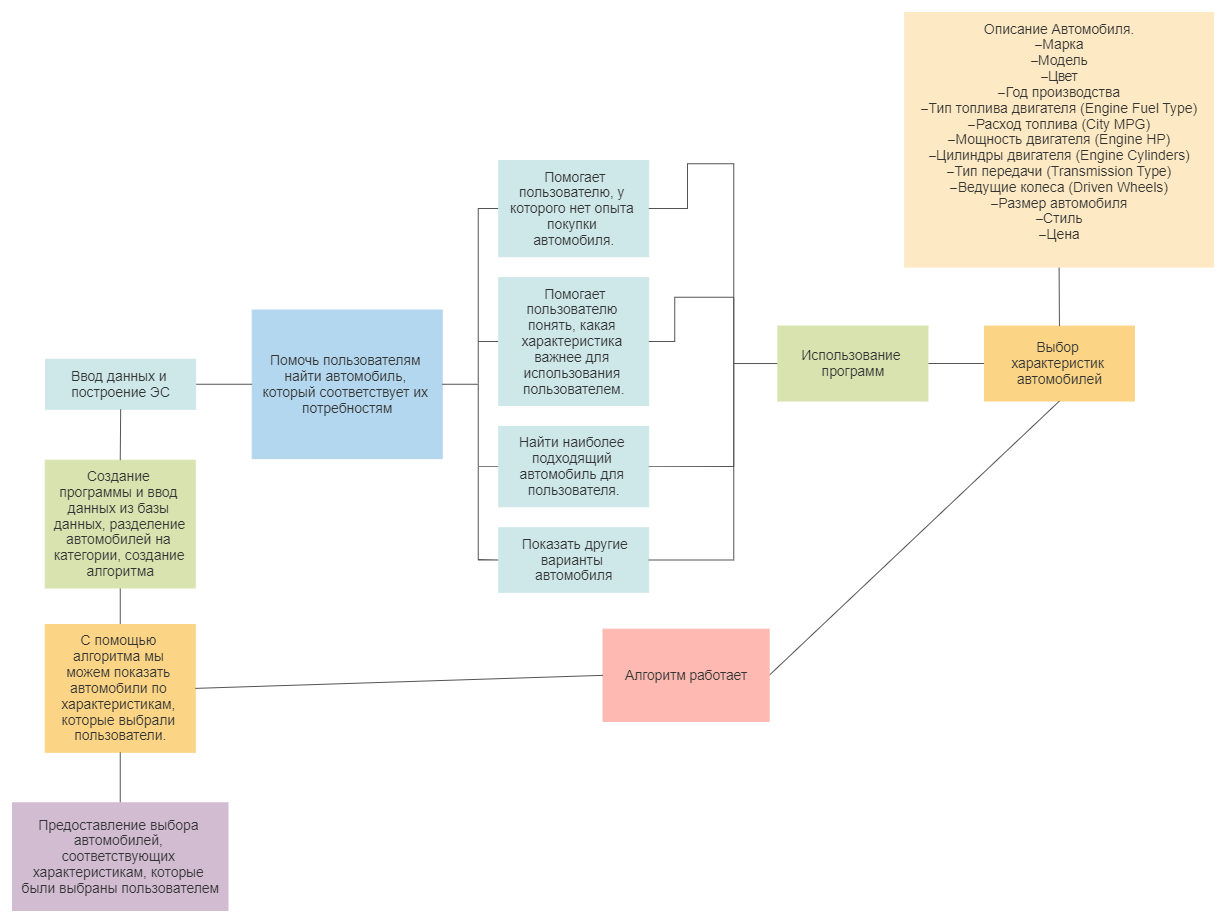 Описание Автомобиля.
–Марка
–Модель
–Цвет
–Год производства
–Тип топлива двигателя (Engine Fuel Type)
–Расход топлива (City MPG)
–Мощность двигателя (Engine HP)
–Цилиндры двигателя (Engine Cylinders)
–Тип передачи (Transmission Type)
–Ведущие колеса (Driven Wheels)
–Размер автомобиля
–Стиль
–Цена
Помогает
пользователю, у
которого нет опыта
покупки
автомобиля.
Помогает
пользователю
понять, какая
характеристика
важнее для
использования
пользователем.
Найти наиболее
подходящий
автомобиль для
пользователя.
Показать другие
варианты
автомобиля
Использование
программ
Выбор
характеристик
автомобилей
Помочь пользователям
найти автомобиль,
который соответствует их
потребностям
Ввод данных и
построение ЭС
Создание
программы и ввод
данных из базы
данных, разделение
автомобилей на
категории, создание
алгоритма
С помощью
алгоритма мы
можем показать
автомобили по
характеристикам,
которые выбрали
пользователи.
Алгоритм работает
Предоставление выбора
автомобилей,
соответствующих
характеристикам, которые
были выбраны пользователем